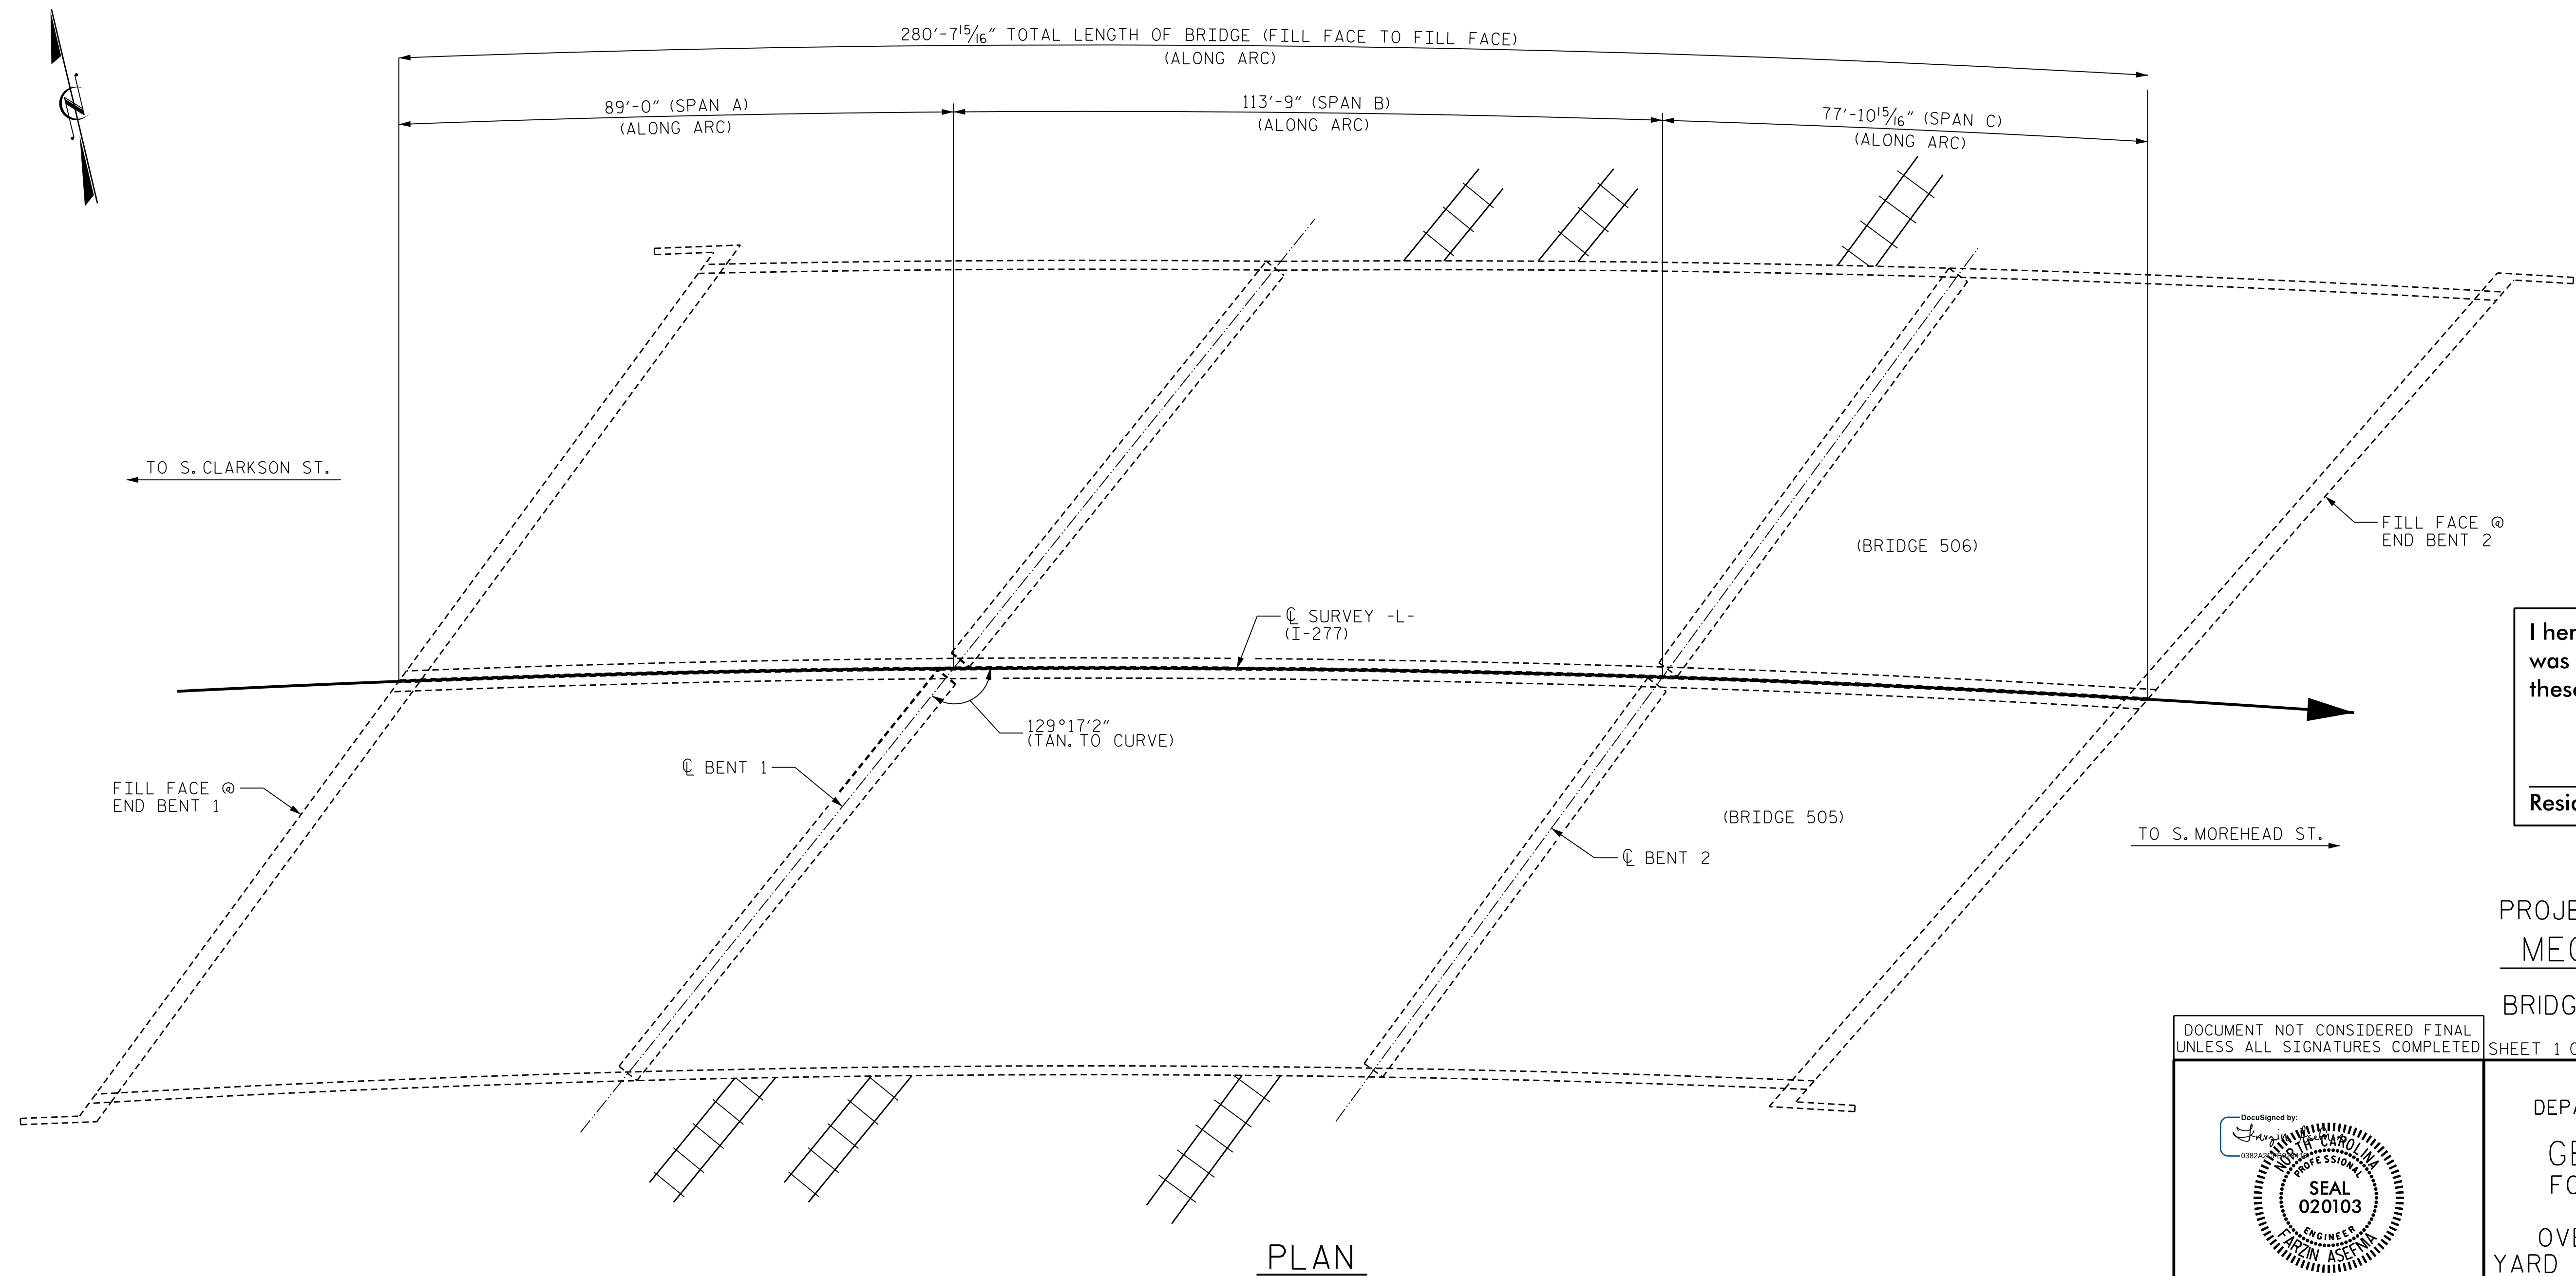 280'-7 15/16" TOTAL LENGTH OF BRIDGE (FILL FACE TO FILL FACE)
(ALONG ARC)
89'-0" (SPAN A)
(ALONG ARC)
113'-9" (SPAN B)
(ALONG ARC)
77'-10 15/16" (SPAN C)
(ALONG ARC)
TO S. CLARKSON ST.
(BRIDGE 506)
FILL FACE @
END BENT 2
℄ SURVEY -L-
(I-277)
129°17'2"
(TAN. TO CURVE)
℄ BENT 1
FILL FACE @
END BENT 1
(BRIDGE 505)
℄ BENT 2
TO S. MOREHEAD ST.
I her
was
these
Resid
PROJE
MEC
BRIDG
SHEET 1
DOCUMENT NOT CONSIDERED FINAL
UNLESS ALL SIGNATURES COMPLETED
DEPA
GE
FO
OVE
YARD
DocuSigned by:
NORTH CAROLINA
PROFESSIONAL
SEAL
020103
ENGINEER
FARZIN ASEFNIA
PLAN